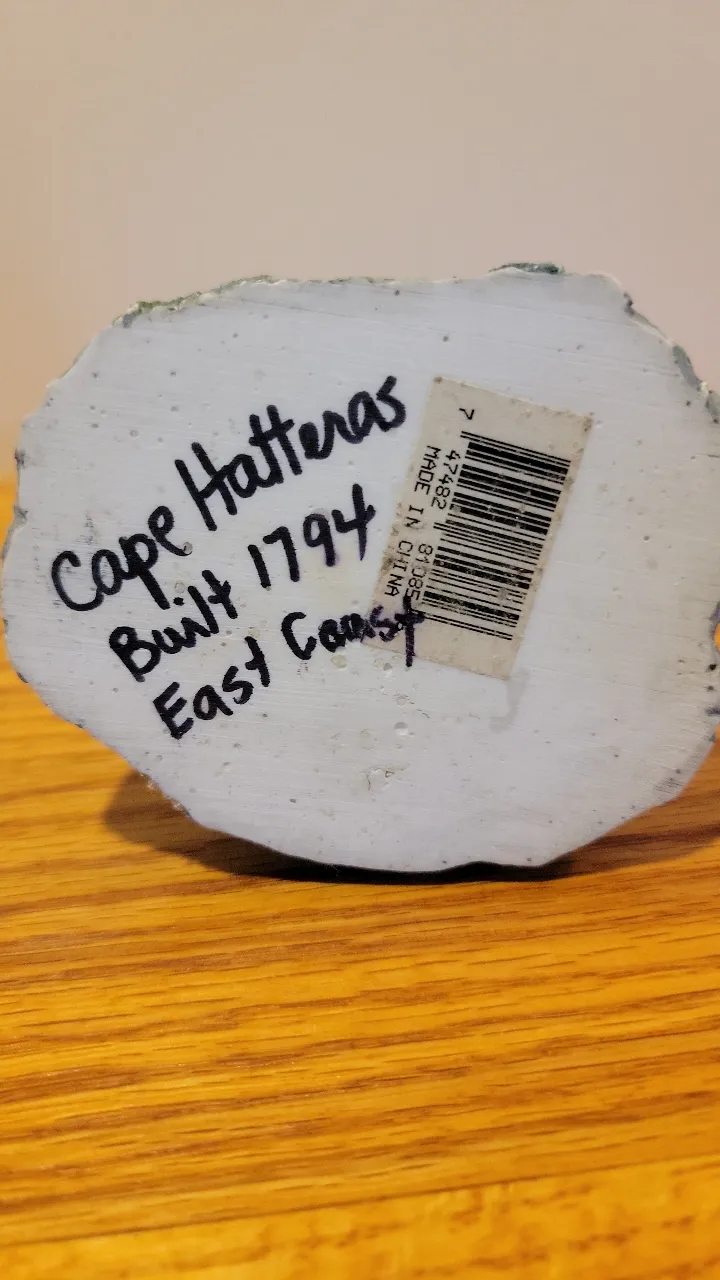 Cape Hatteras
Built 1794
East Coast
7 47482 81085
MADE IN CHINA